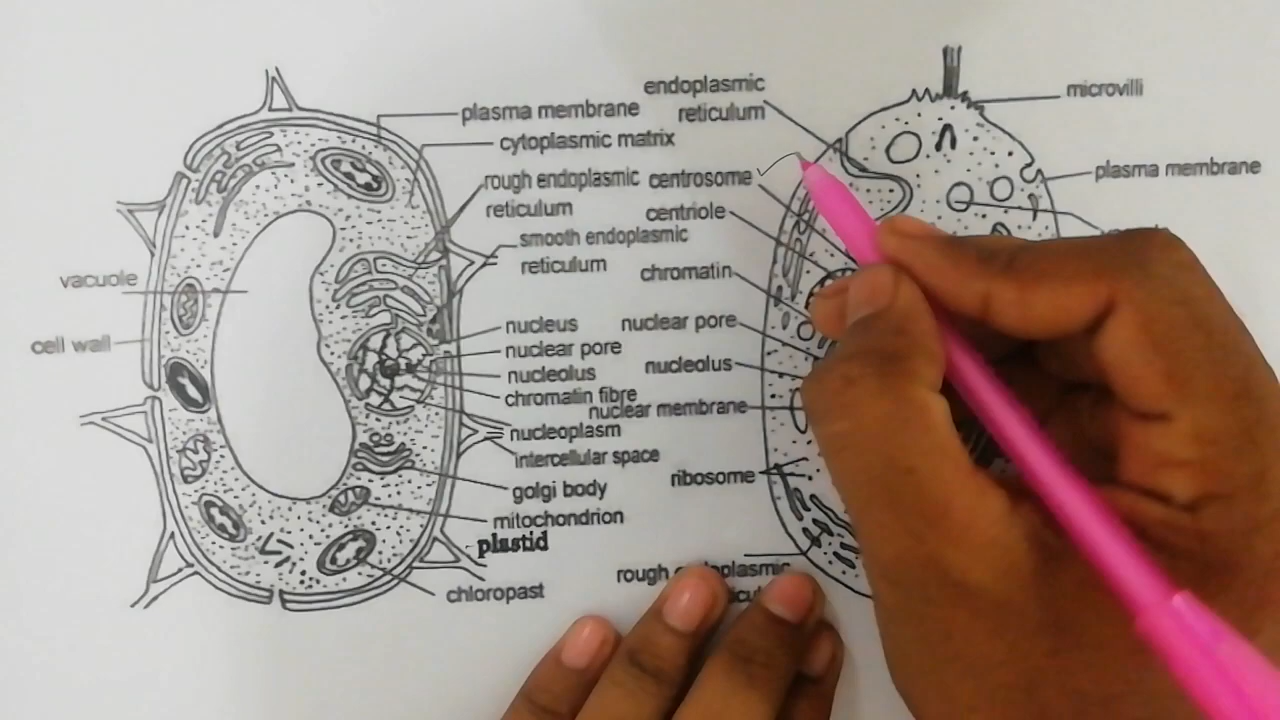 plasma membrane
cytoplasmic matrix
rough endoplasmic
reticulum
smooth endoplasmic
reticulum
vacuole
cell wall
nucleus
nuclear pore
nucleolus
chromatin fibre
nucleoplasm
intercellular space
golgi body
mitochondrion
plastid
chloropast
endoplasmic
reticulum
centrosome
centriole
chromatin
nuclear pore
nucleolus
nuclear membrane
ribosome
rough
microvilli
plasma membrane